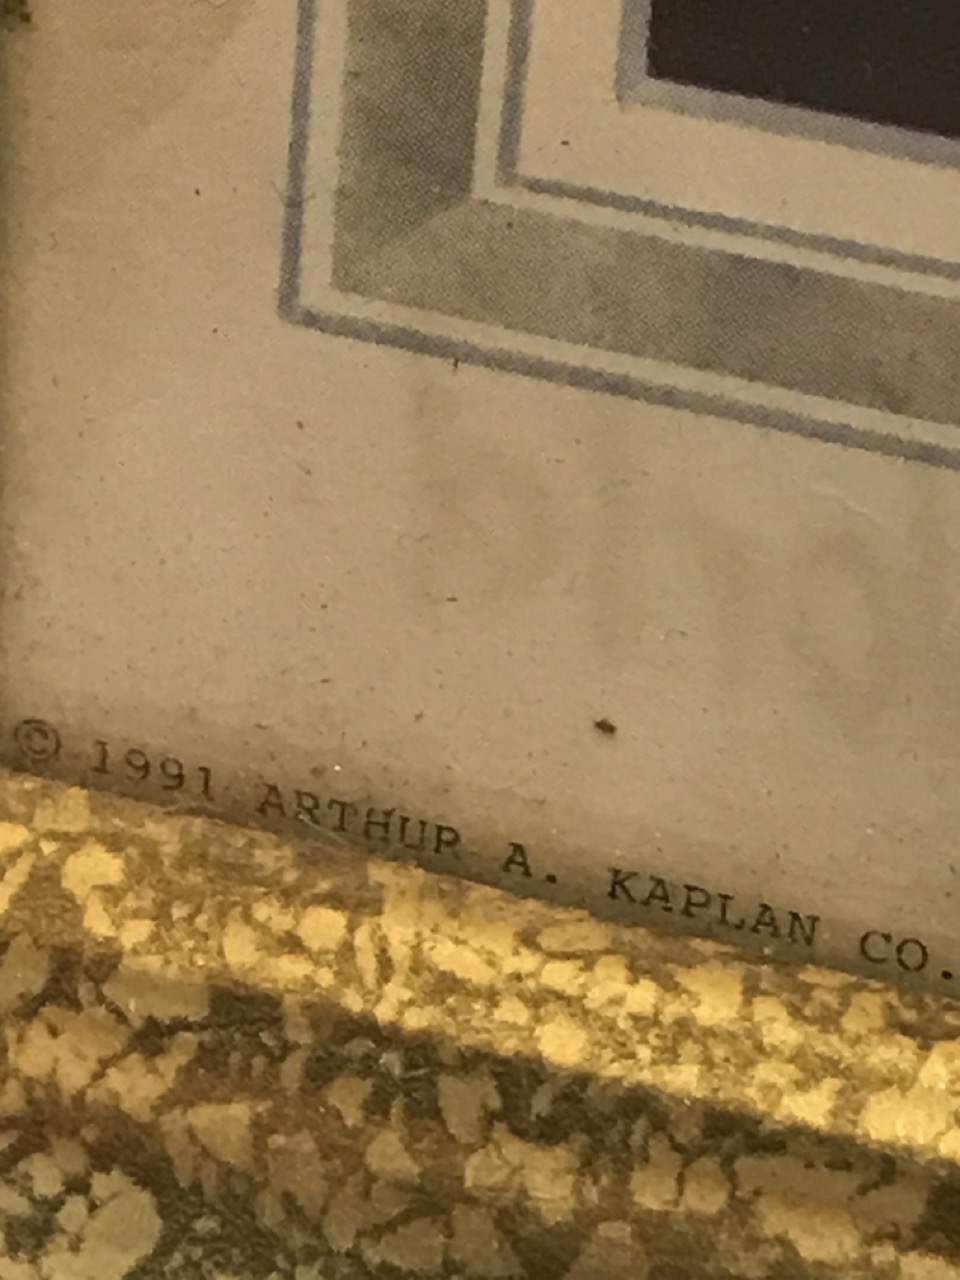 © 1991 ARTHUR A. KAPLAN CO.